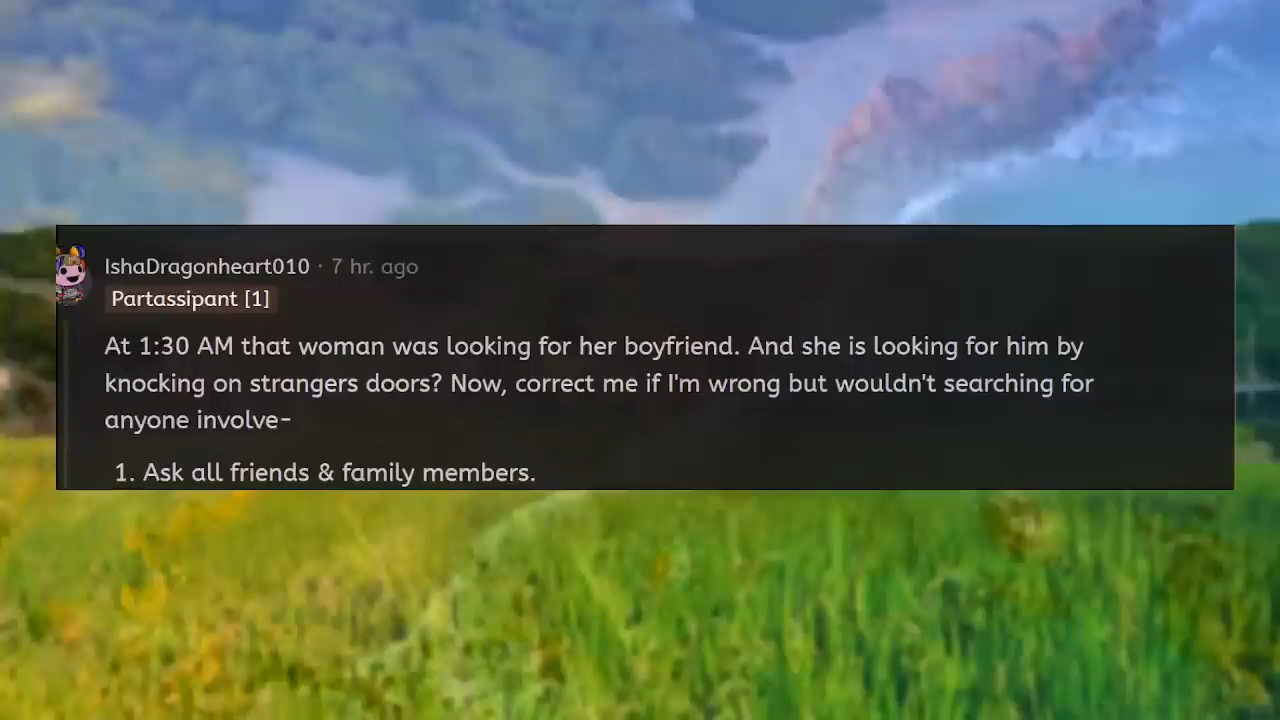 IshaDragonheart010 · 7 hr. ago
Partassipant [1]
At 1:30 AM that woman was looking for her boyfriend. And she is looking for him by
knocking on strangers doors? Now, correct me if I'm wrong but wouldn't searching for
anyone involve-
1. Ask all friends & family members.